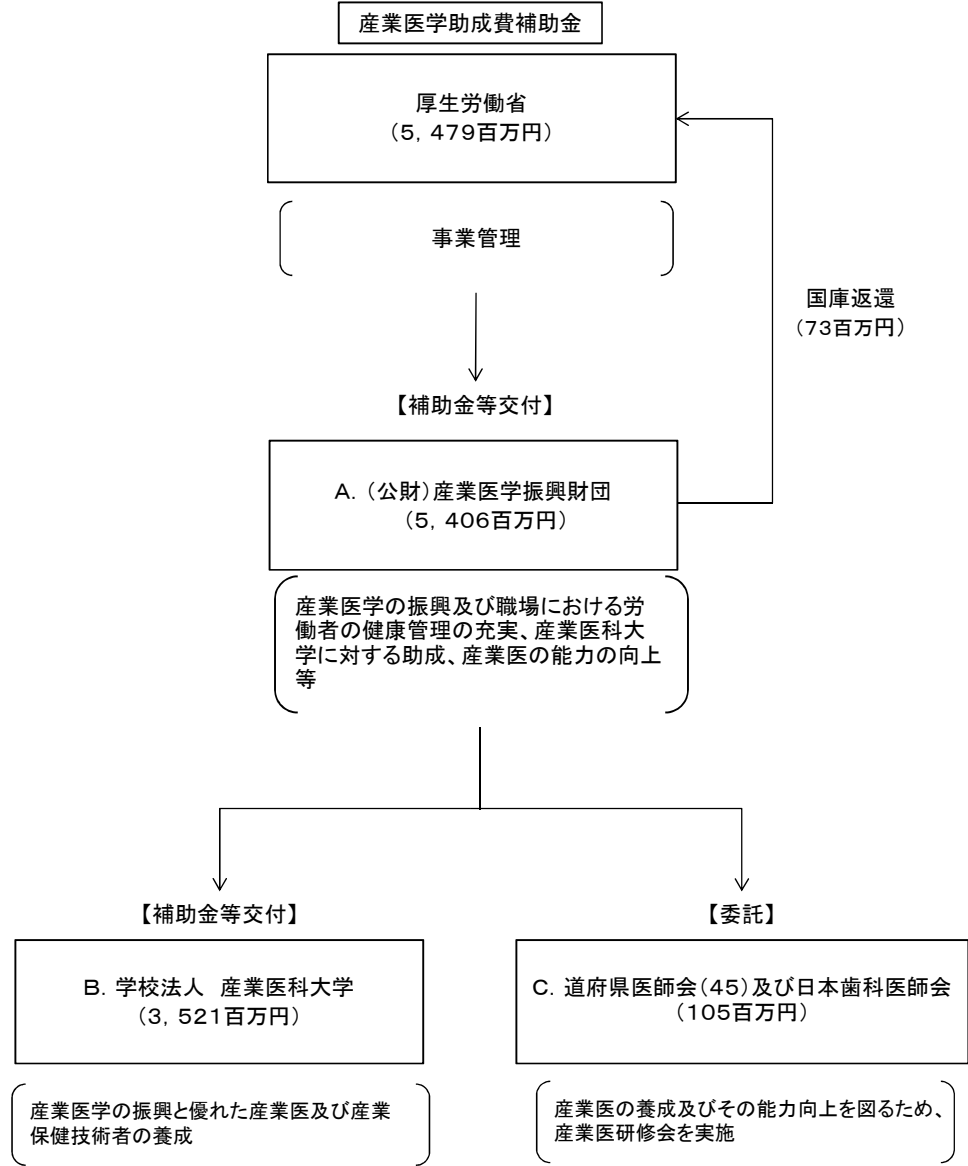 産業医学助成費補助金
厚生労働省
（5，479百万円）
事業管理
国庫返還
（73百万円）
【補助金等交付】
A．（公財）産業医学振興財団
（5，406百万円）
産業医学の振興及び職場における労
働者の健康管理の充実、産業医科大
学に対する助成、産業医の能力の向上
等
【補助金等交付】
B．学校法人　産業医科大学
（3，521百万円）
産業医学の振興と優れた産業医及び産業
保健技術者の養成
【委託】
C．道府県医師会（45）及び日本歯科医師会
（105百万円）
産業医の養成及びその能力向上を図るため、
産業医研修会を実施